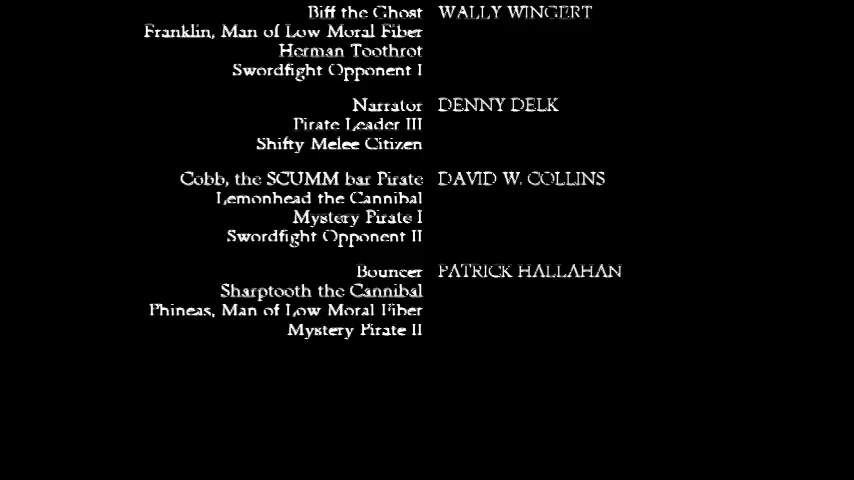 Biff the Ghost WALLY WINGERT
Franklin, Man of Low Moral Fiber
Herman Toothrot
Swordfight Opponent I
Narrator DENNY DELK
Pirate Leader III
Shifty Melee Citizen
Cobb, the SCUMM bar Pirate DAVID W. COLLINS
Lemonhead the Cannibal
Mystery Pirate I
Swordfight Opponent II
Bouncer PATRICK HALLAHAN
Sharptooth the Cannibal
Phineas, Man of Low Moral Fiber
Mystery Pirate II